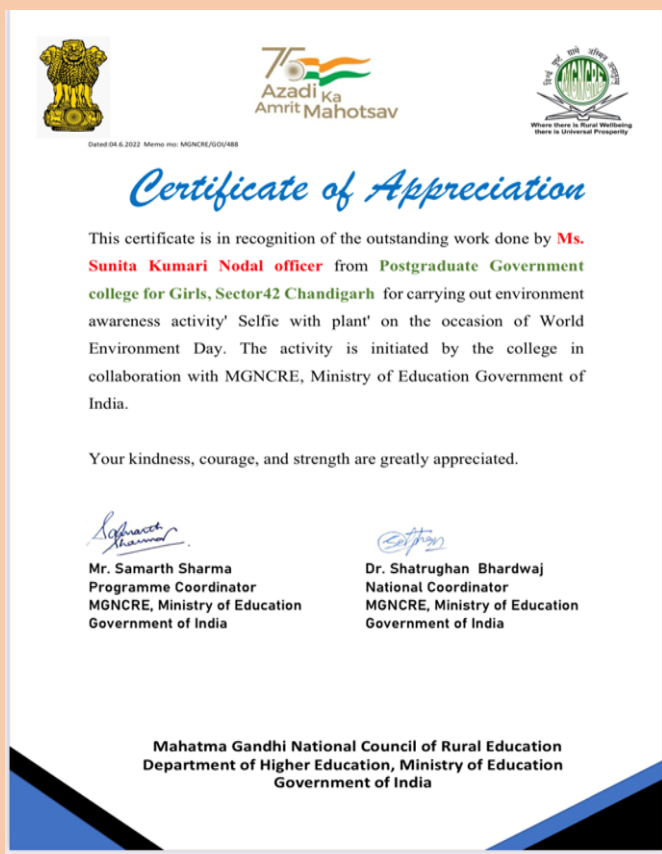 75
Azadi Ka
Amrit Mahotsav
MGNCRE
Where there is Rural Wellbeing
there is Universal Prosperity
Dated:04.6.2022 Memo mo: MGNCRE/GOI/488
Certificate of Appreciation
This certificate is in recognition of the outstanding work done by Ms.
Sunita Kumari Nodal officer from Postgraduate Government
college for Girls, Sector42 Chandigarh for carrying out environment
awareness activity' Selfie with plant' on the occasion of World
Environment Day. The activity is initiated by the college in
collaboration with MGNCRE, Ministry of Education Government of
India.
Your kindness, courage, and strength are greatly appreciated.
Samarth
Sharma
Mr. Samarth Sharma
Programme Coordinator
MGNCRE, Ministry of Education
Government of India
Dr. Shatrughan Bhardwaj
National Coordinator
MGNCRE, Ministry of Education
Government of India
Mahatma Gandhi National Council of Rural Education
Department of Higher Education, Ministry of Education
Government of India